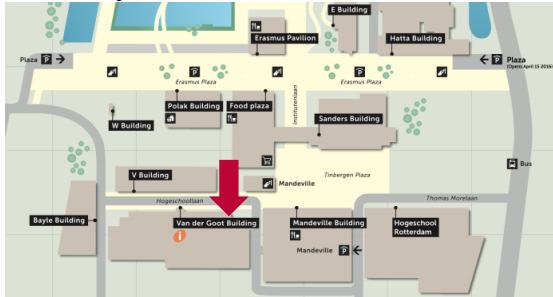 E Building
Erasmus Pavilion
Hatta Building
Plaza P
P Plaza
(Open April 15 2016)
Erasmus Plaza
Erasmus Plaza
Institutenlaan
Polak Building
Food plaza
W Building
Sanders Building
Bus
V Building
Tinbergen Plaza
Mandeville
Hogeschoollaan
Thomas Morelaan
Bayle Building
Van der Goot Building
Mandeville Building
Hogeschool
Rotterdam
i
Mandeville P